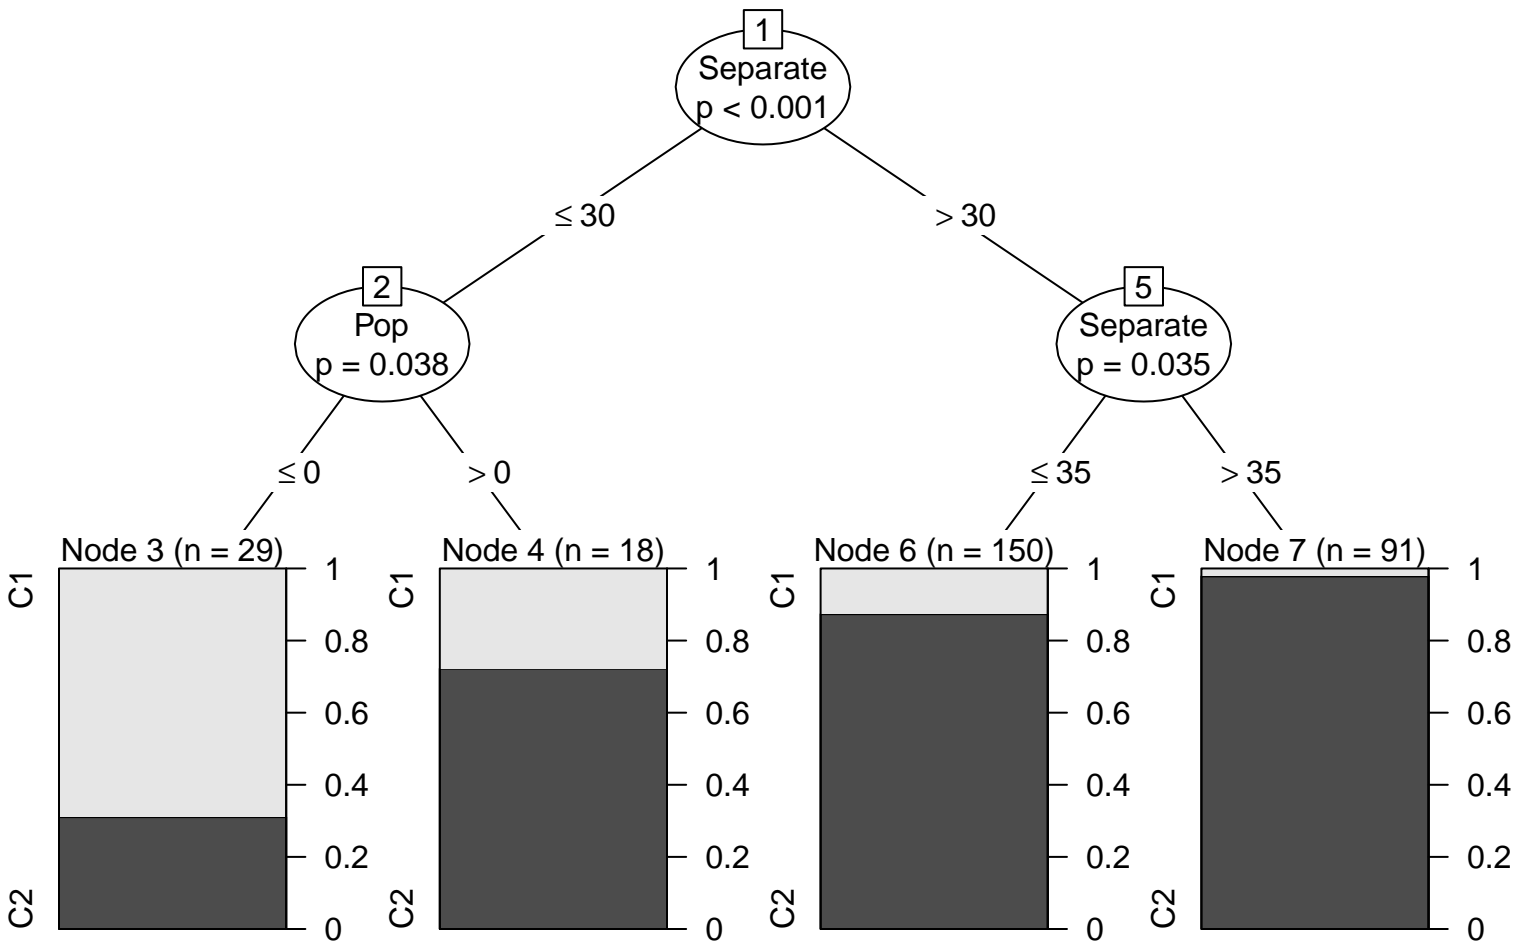 1
Separate
p < 0.001
≤ 30
> 30
2
Pop
p = 0.038
5
Separate
p = 0.035
≤ 0
> 0
≤ 35
> 35
Node 3 (n = 29)
C1
C2
1
0.8
0.6
0.4
0.2
0
Node 4 (n = 18)
C1
C2
1
0.8
0.6
0.4
0.2
0
Node 6 (n = 150)
C1
C2
1
0.8
0.6
0.4
0.2
0
Node 7 (n = 91)
C1
C2
1
0.8
0.6
0.4
0.2
0